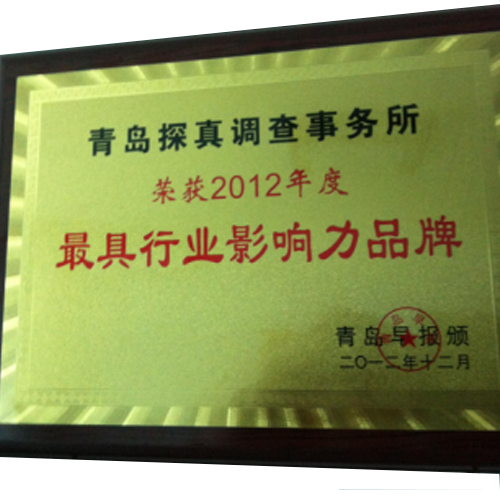 青岛探真调查事务所
荣获2012年度
最具行业影响力品牌
青岛早报颁
二〇一二年十二月